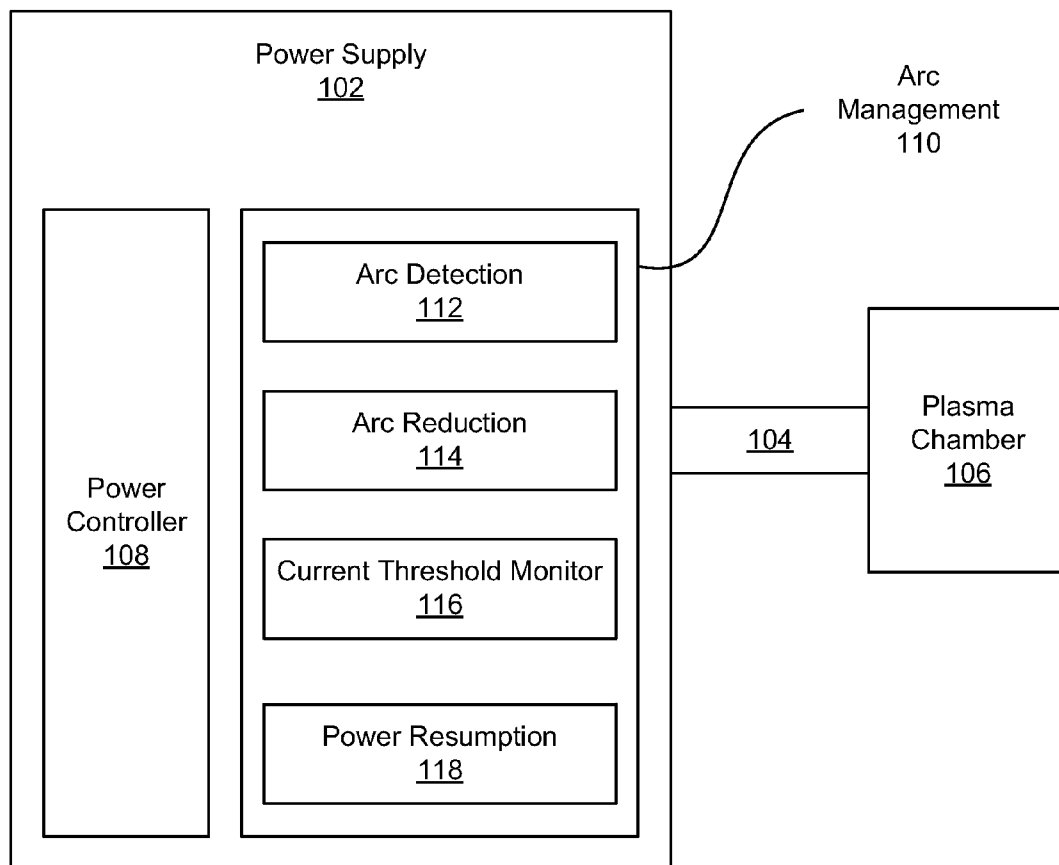 Power Supply
102
Arc
Management
110
Arc Detection
112
Arc Reduction
114
Current Threshold Monitor
116
Power Resumption
118
Power
Controller
108
104
Plasma
Chamber
106